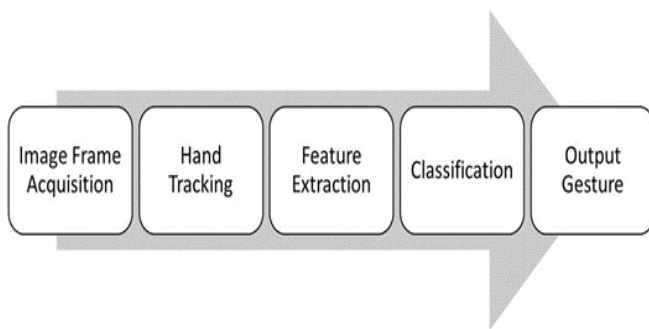 Image Frame
Acquisition
Hand
Tracking
Feature
Extraction
Classification
Output
Gesture